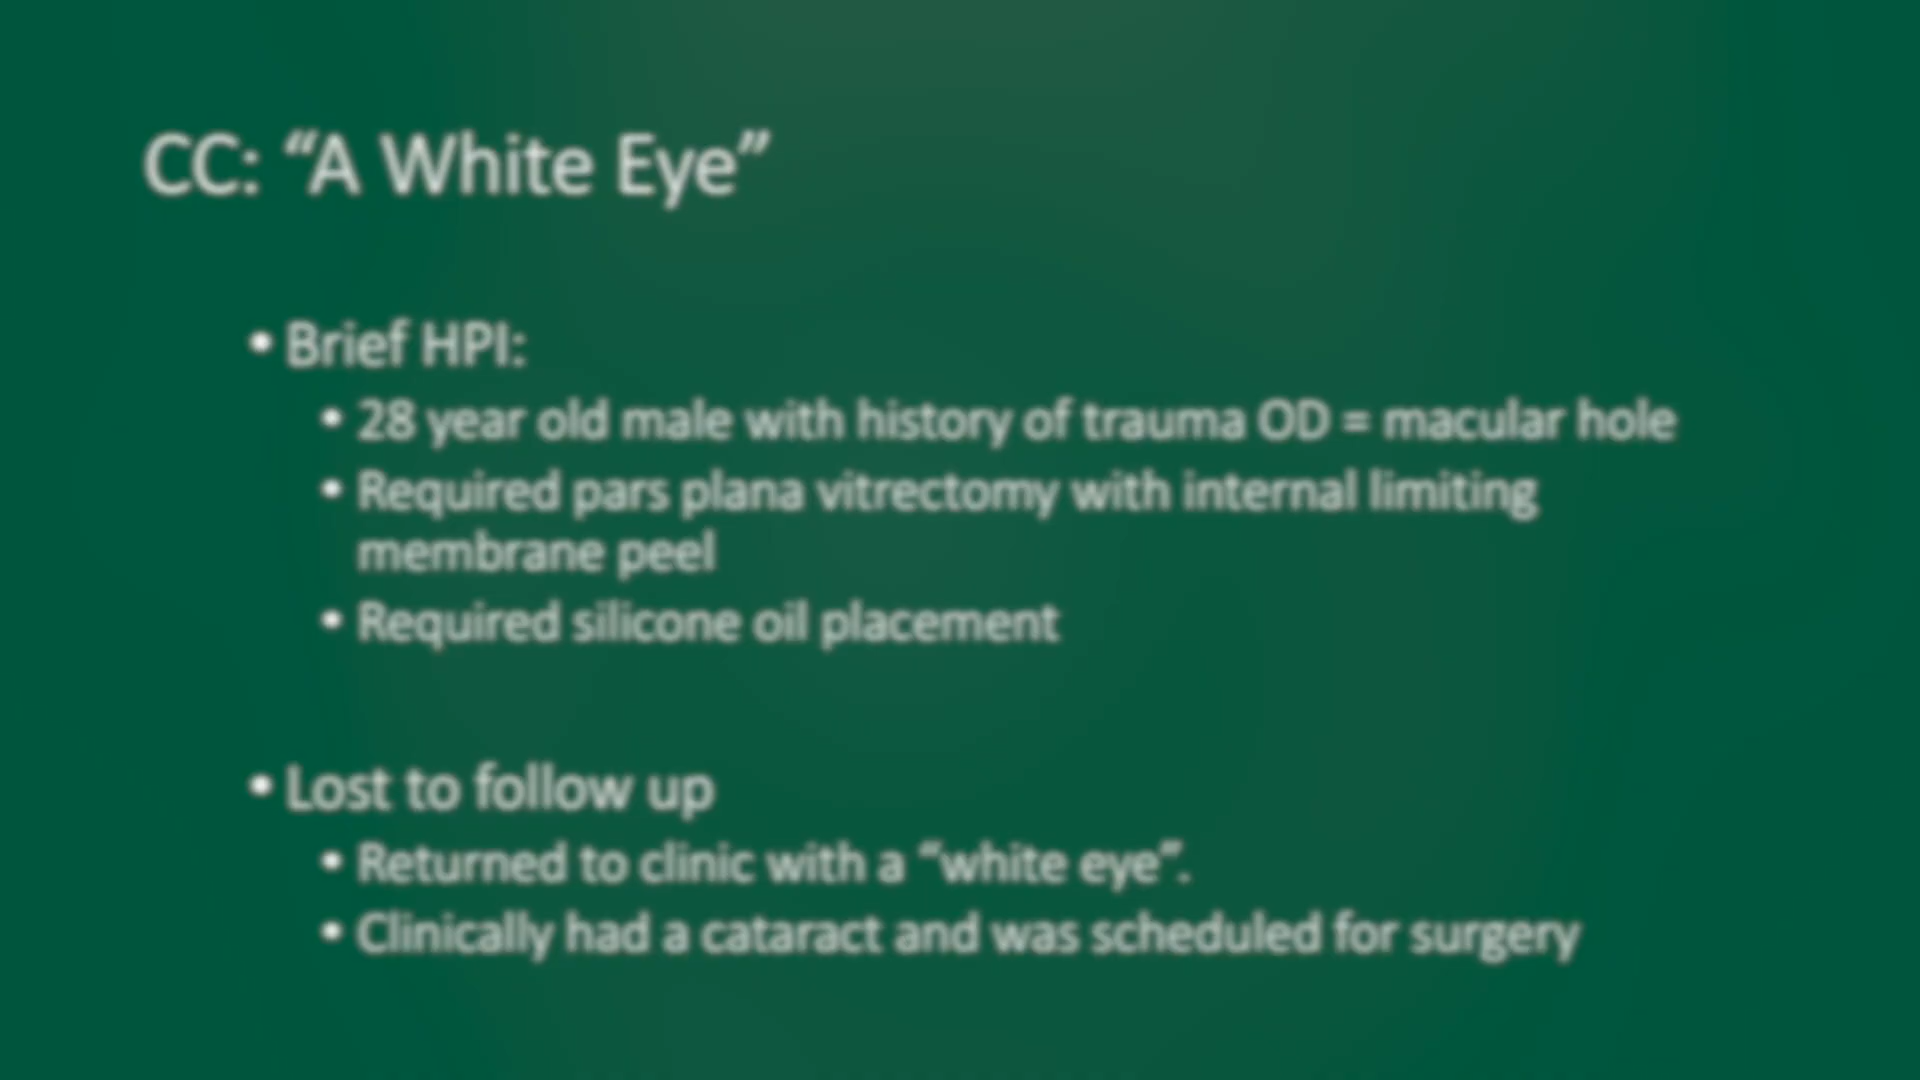 CC: “A White Eye”
• Brief HPI:
• 28 year old male with history of trauma OD = macular hole
• Required pars plana vitrectomy with internal limiting
membrane peel
• Required silicone oil placement
• Lost to follow up
• Returned to clinic with a “white eye”.
• Clinically had a cataract and was scheduled for surgery